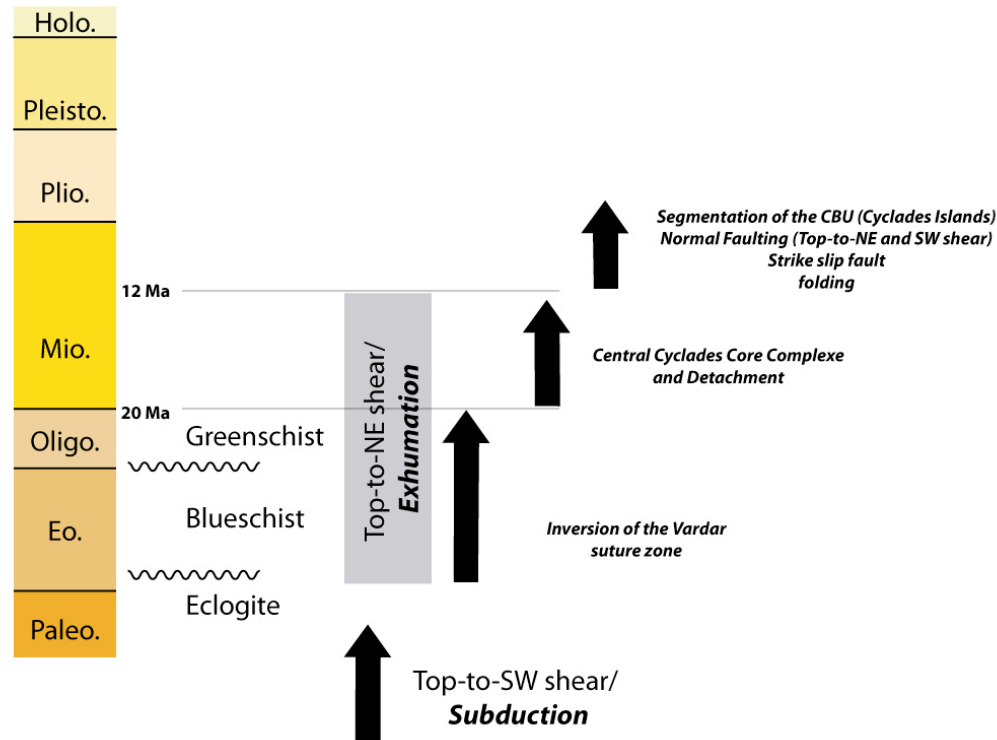 Holo.
Pleisto.
Plio.
Mio.
Oligo.
Eo.
Paleo.
12 Ma
20 Ma
Greenschist
Blueschist
Eclogite
Top-to-NE shear/
Exhumation
Segmentation of the CBU (Cyclades Islands)
Normal Faulting (Top-to-NE and SW shear)
Strike slip fault
folding
Central Cyclades Core Complexe
and Detachment
Inversion of the Vardar
suture zone
Top-to-SW shear/
Subduction